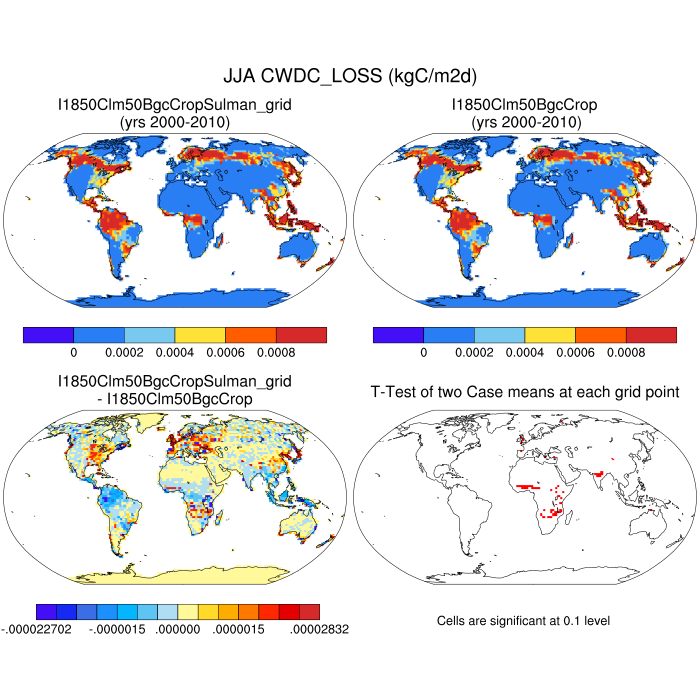 JJA CWDC_LOSS (kgC/m2d)
I1850Clm50BgcCropSulman_grid
(yrs 2000-2010)
I1850Clm50BgcCrop
(yrs 2000-2010)
0 0.0002 0.0004 0.0006 0.0008
0 0.0002 0.0004 0.0006 0.0008
I1850Clm50BgcCropSulman_grid
- I1850Clm50BgcCrop
T-Test of two Case means at each grid point
-.000022702 -.0000015 .000000 .0000015 .00002832
Cells are significant at 0.1 level